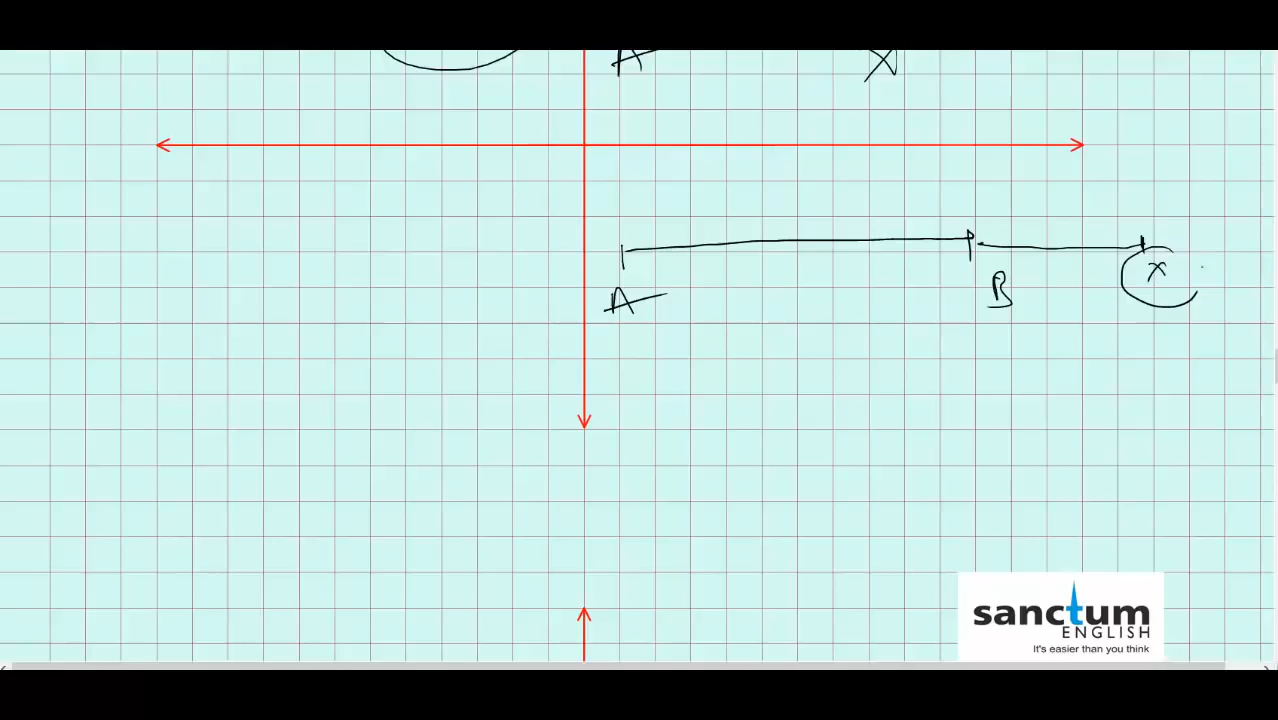 A X
A B x
sanctum
ENGLISH
It's easier than you think